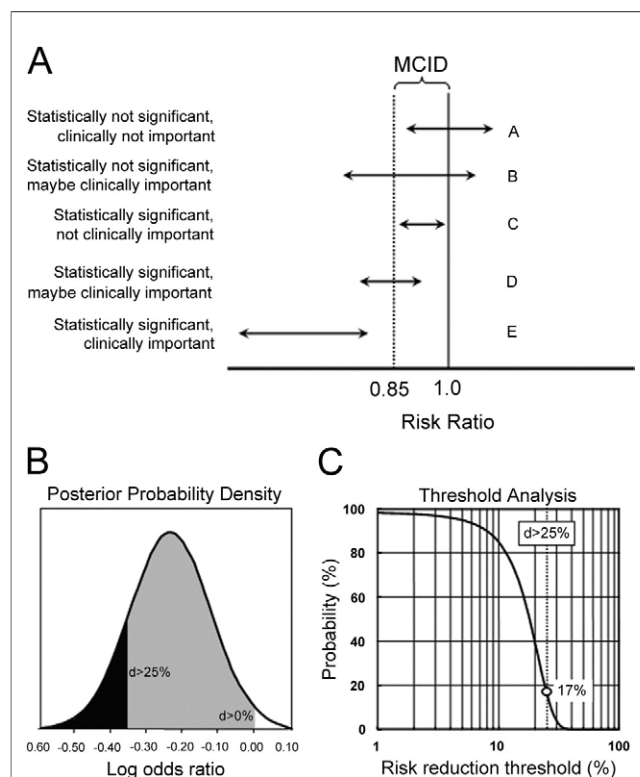 A
MCID
Statistically not significant,
clinically not important
A
Statistically not significant,
maybe clinically important
B
Statistically significant,
not clinically important
C
Statistically significant,
maybe clinically important
D
Statistically significant,
clinically important
E
0.85
1.0
Risk Ratio
B
Posterior Probability Density
d>25%
d>0%
0.60 -0.50 -0.40 -0.30 -0.20 -0.10 0.00 0.10
Log odds ratio
C
Threshold Analysis
Probability (%)
100
80
60
40
20
0
d>25%
17%
1 10 100
Risk reduction threshold (%)